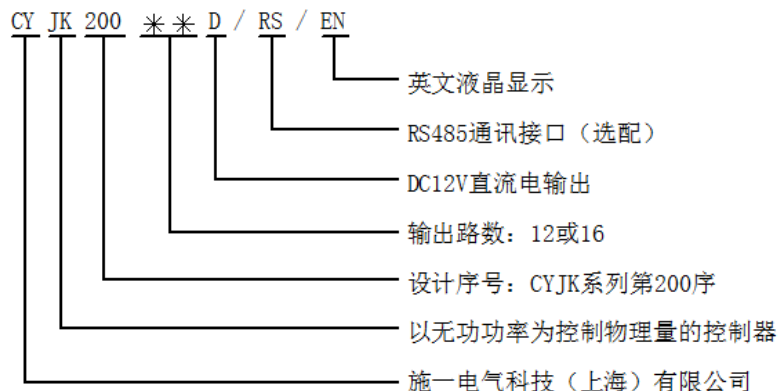 CY JK 200 ＊＊ D / RS / EN
英文液晶显示
RS485通讯接口（选配）
DC12V直流电输出
输出路数：12或16
设计序号：CYJK系列第200序
以无功功率为控制物理量的控制器
施一电气科技（上海）有限公司